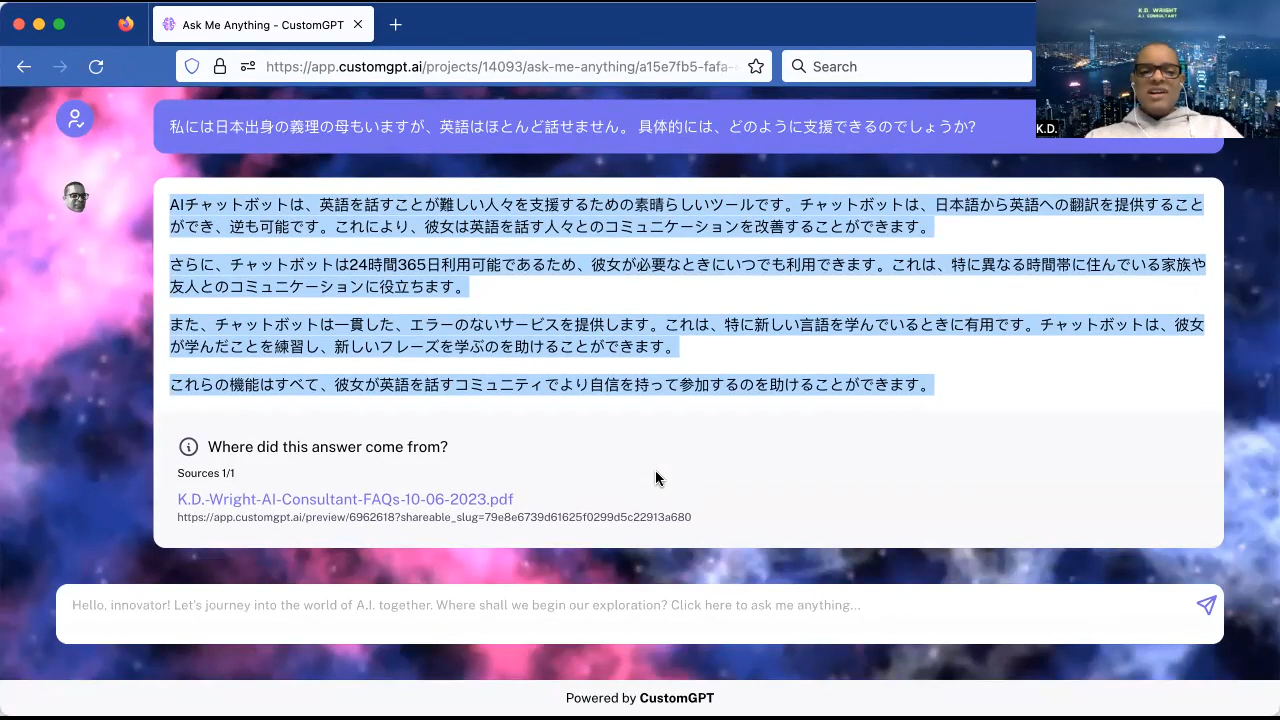 Ask Me Anything - CustomGPT
https://app.customgpt.ai/projects/14093/ask-me-anything/a15e7fb5-fafa-
Search
K.D. WRIGHT
A.I. CONSULTANT
K.D.
私には日本出身の義理の母もいますが、英語はほとんど話せません。 具体的には、どのように支援できるのでしょうか?
AIチャットボットは、英語を話すことが難しい人々を支援するための素晴らしいツールです。チャットボットは、日本語から英語への翻訳を提供すること
ができ、逆も可能です。これにより、彼女は英語を話す人々とのコミュニケーションを改善することができます。
さらに、チャットボットは24時間365日利用可能であるため、彼女が必要なときにいつでも利用できます。これは、特に異なる時間帯に住んでいる家族や
友人とのコミュニケーションに役立ちます。
また、チャットボットは一貫した、エラーのないサービスを提供します。これは、特に新しい言語を学んでいるときに有用です。チャットボットは、彼女
が学んだことを練習し、新しいフレーズを学ぶのを助けることができます。
これらの機能はすべて、彼女が英語を話すコミュニティでより自信を持って参加するのを助けることができます。
Where did this answer come from?
Sources 1/1
K.D.-Wright-AI-Consultant-FAQs-10-06-2023.pdf
https://app.customgpt.ai/preview/6962618?shareable_slug=79e8e6739d61625f0299d5c22913a680
Hello, innovator! Let's journey into the world of A.I. together. Where shall we begin our exploration? Click here to ask me anything...
Powered by CustomGPT